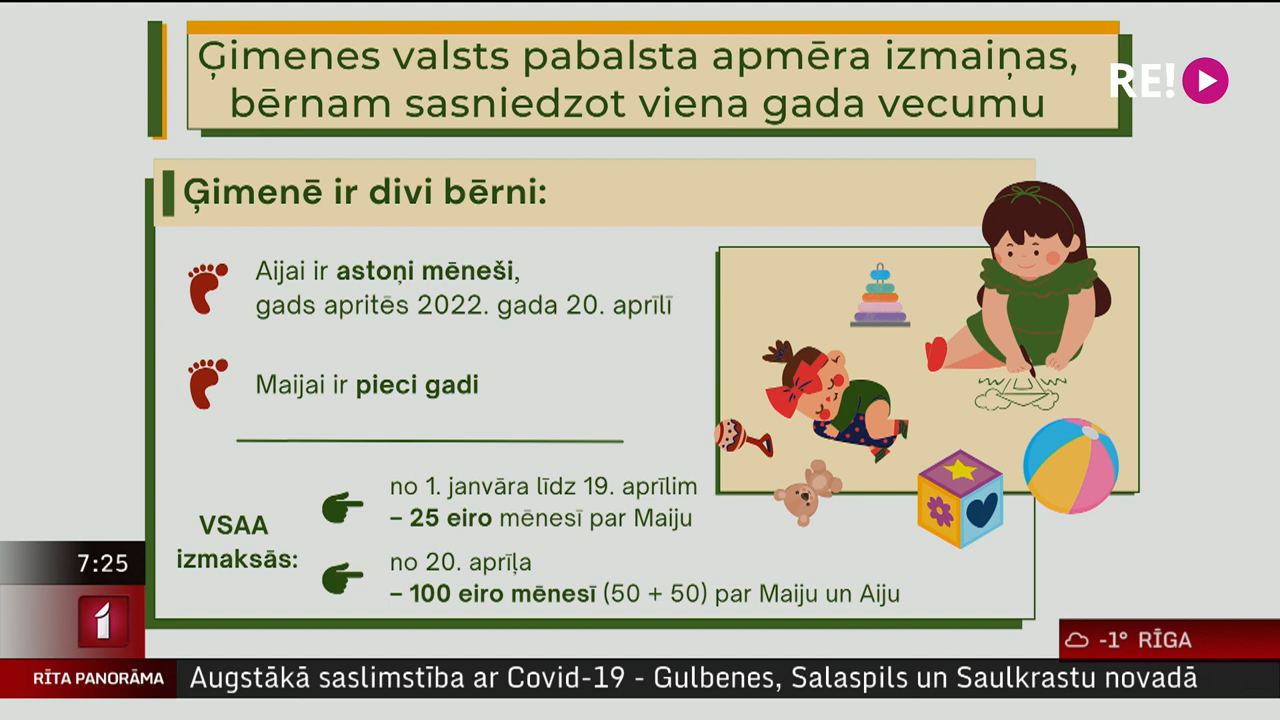 Ģimenes valsts pabalsta apmēra izmaiņas,
bērnam sasniedzot viena gada vecumu
RE!
Ģimenē ir divi bērni:
Aijai ir astoņi mēneši,
gads apritēs 2022. gada 20. aprīlī
Maijai ir pieci gadi
VSAA
izmaksās:
no 1. janvāra līdz 19. aprīlim
– 25 eiro mēnesī par Maiju
no 20. aprīļa
– 100 eiro mēnesī (50 + 50) par Maiju un Aiju
7:25
1
-1° RĪGA
RĪTA PANORĀMA
Augstākā saslimstība ar Covid-19 - Gulbenes, Salaspils un Saulkrastu novadā